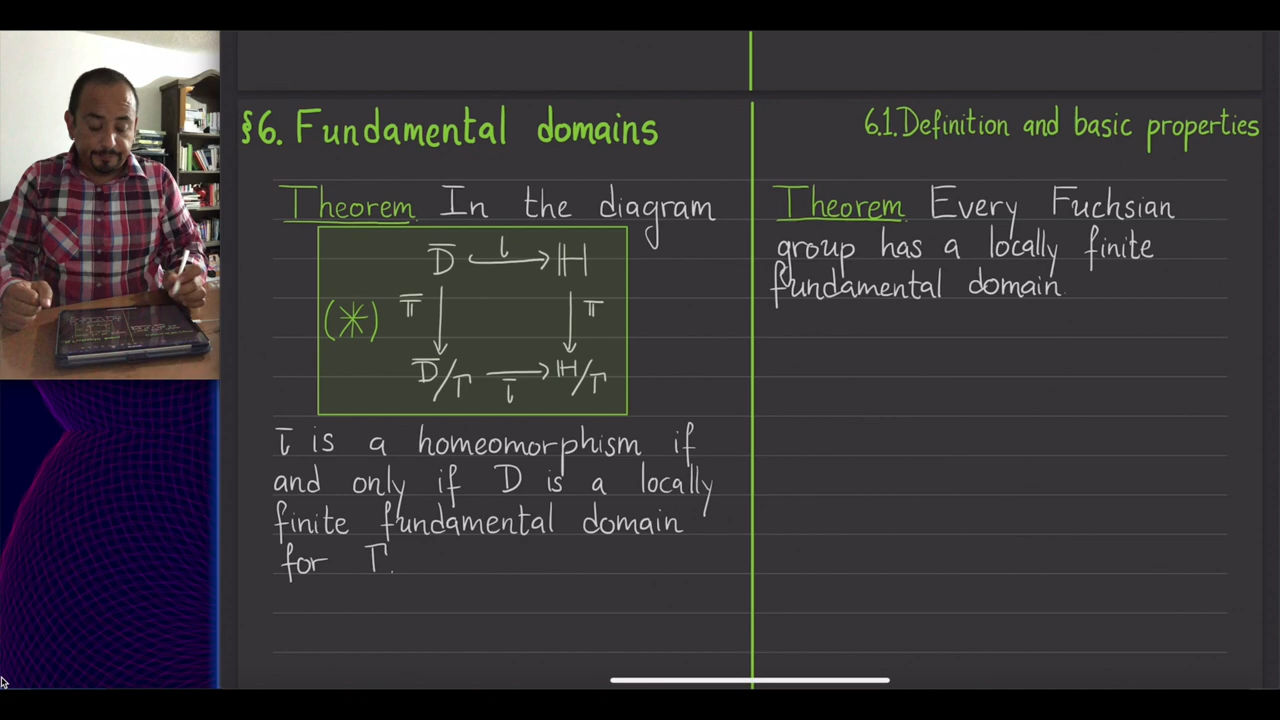 §6. Fundamental domains
6.1. Definition and basic properties
Theorem. In the diagram
D̅ ι ℍ
(*) π̅ π
D̅/Γ ι̅ ℍ/Γ
ι̅ is a homeomorphism if
and only if D is a locally
finite fundamental domain
for Γ.
Theorem. Every Fuchsian
group has a locally finite
fundamental domain.